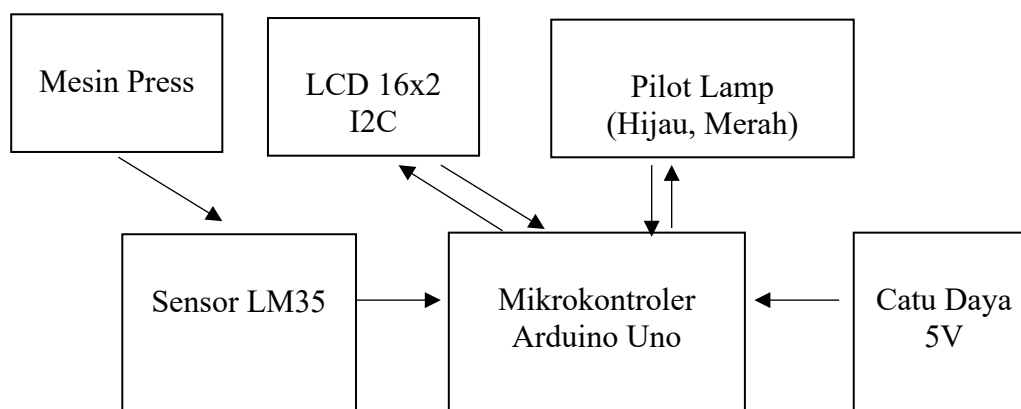 Mesin Press
LCD 16x2
I2C
Pilot Lamp
(Hijau, Merah)
Sensor LM35
Mikrokontroler
Arduino Uno
Catu Daya
5V